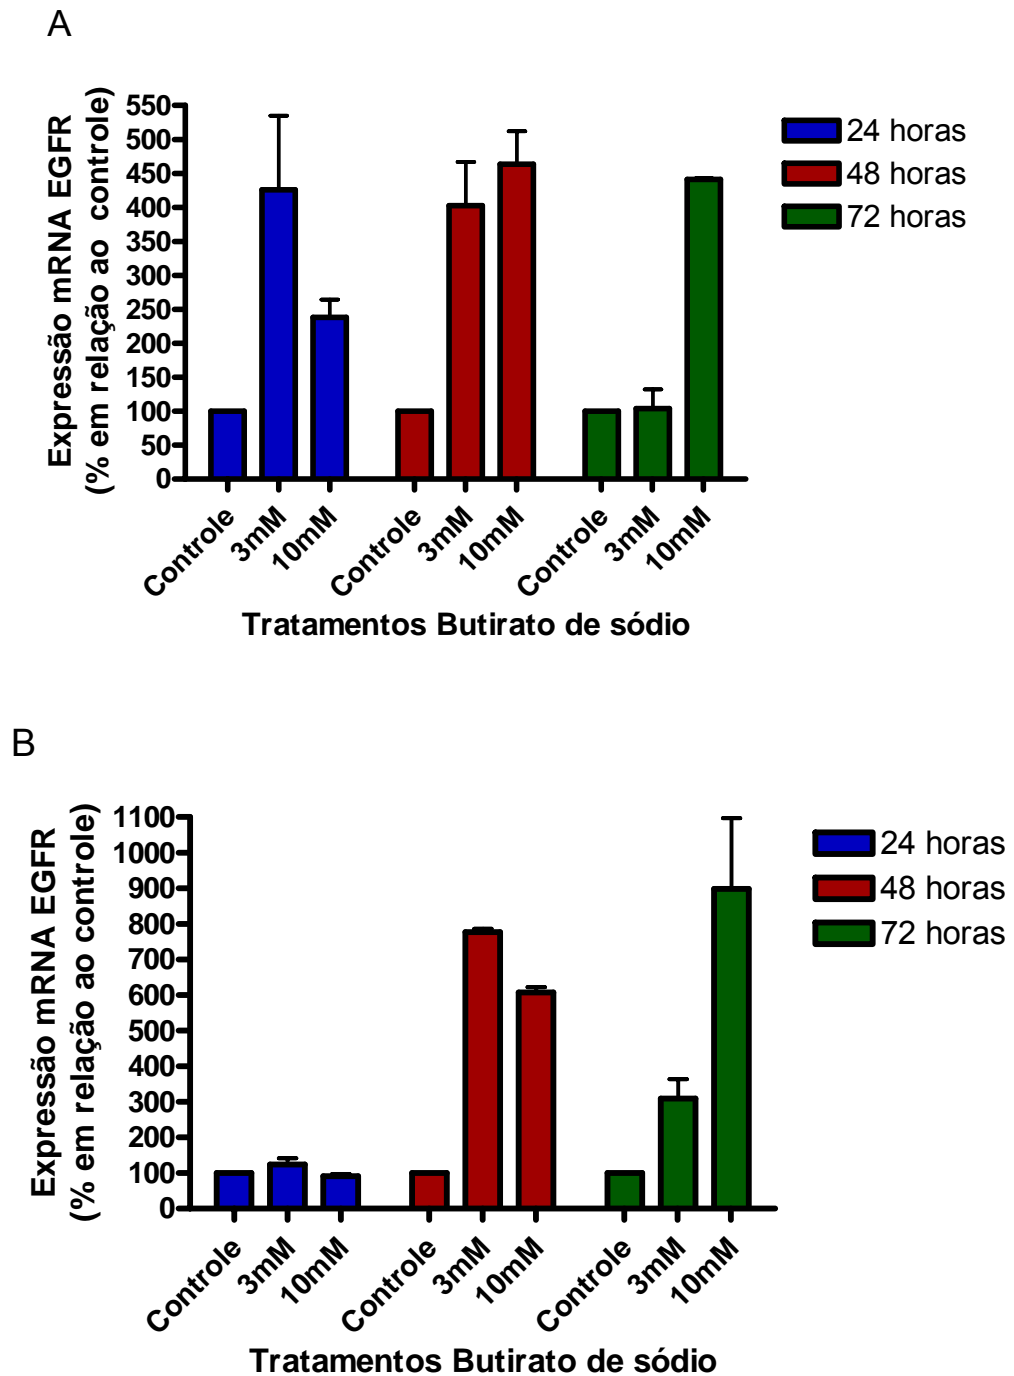 A
Expressão mRNA EGFR
(% em relação ao controle)
550
500
450
400
350
300
250
200
150
100
50
0
24 horas
48 horas
72 horas
Controle
3mM
10mM
Controle
3mM
10mM
Controle
3mM
10mM
Tratamentos Butirato de sódio
B
Expressão mRNA EGFR
(% em relação ao controle)
1100
1000
900
800
700
600
500
400
300
200
100
0
24 horas
48 horas
72 horas
Controle
3mM
10mM
Controle
3mM
10mM
Controle
3mM
10mM
Tratamentos Butirato de sódio